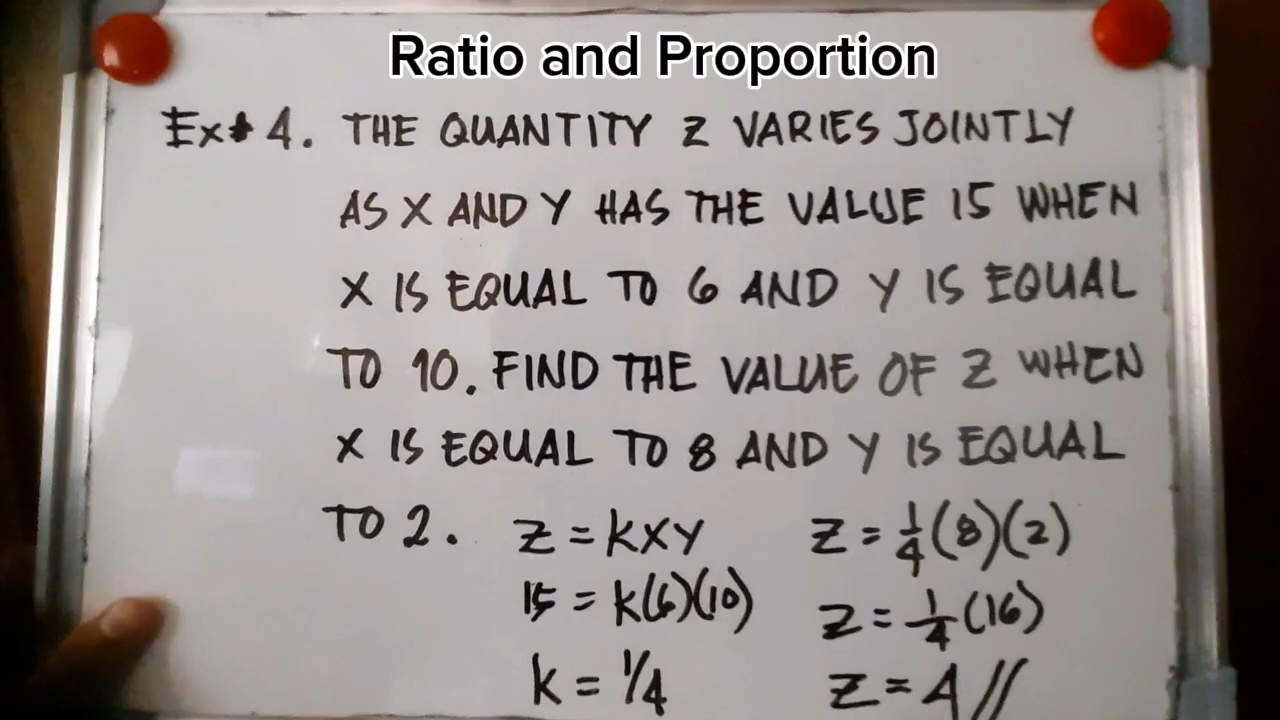 Ratio and Proportion
Ex# 4. THE QUANTITY Z VARIES JOINTLY
AS X AND Y HAS THE VALUE 15 WHEN
X IS EQUAL TO 6 AND Y IS EQUAL
TO 10. FIND THE VALUE OF Z WHEN
X IS EQUAL TO 8 AND Y IS EQUAL
TO 2.
Z = KXY
15 = K(6)(10)
K = 1/4
Z = 1/4 (8)(2)
Z = 1/4 (16)
Z = 4 //